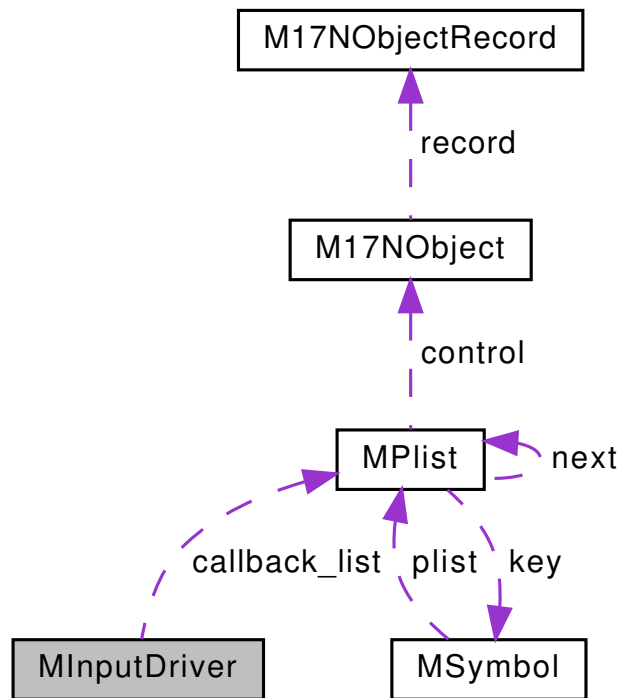 M17NObjectRecord
record
M17NObject
control
MPlist
next
callback_list
plist
key
MInputDriver
MSymbol